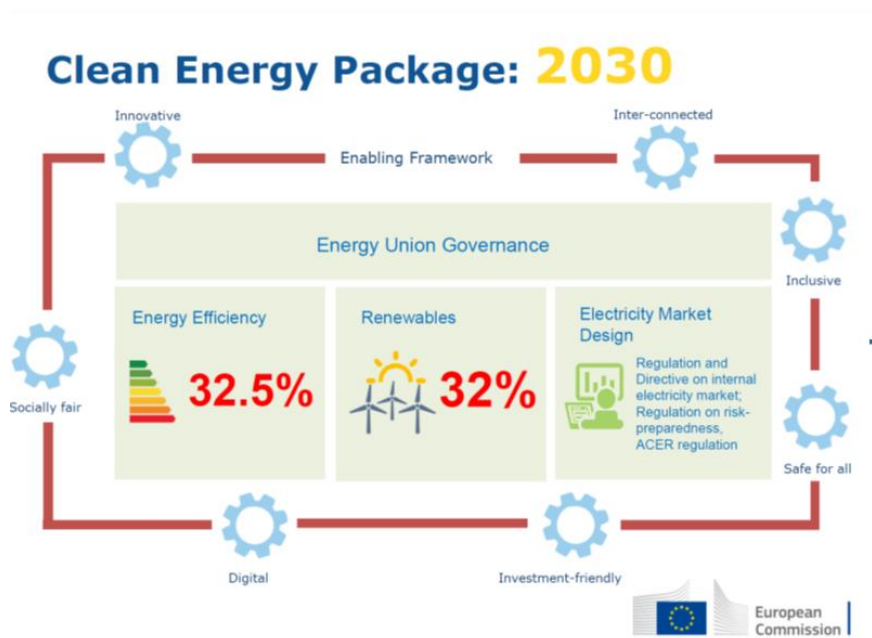 Clean Energy Package: 2030
Innovative
Inter-connected
Enabling Framework
Energy Union Governance
Inclusive
Energy Efficiency
32.5%
Renewables
32%
Electricity Market
Design
Regulation and
Directive on internal
electricity market;
Regulation on risk-
preparedness,
ACER regulation
Socially fair
Safe for all
Digital
Investment-friendly
European
Commission